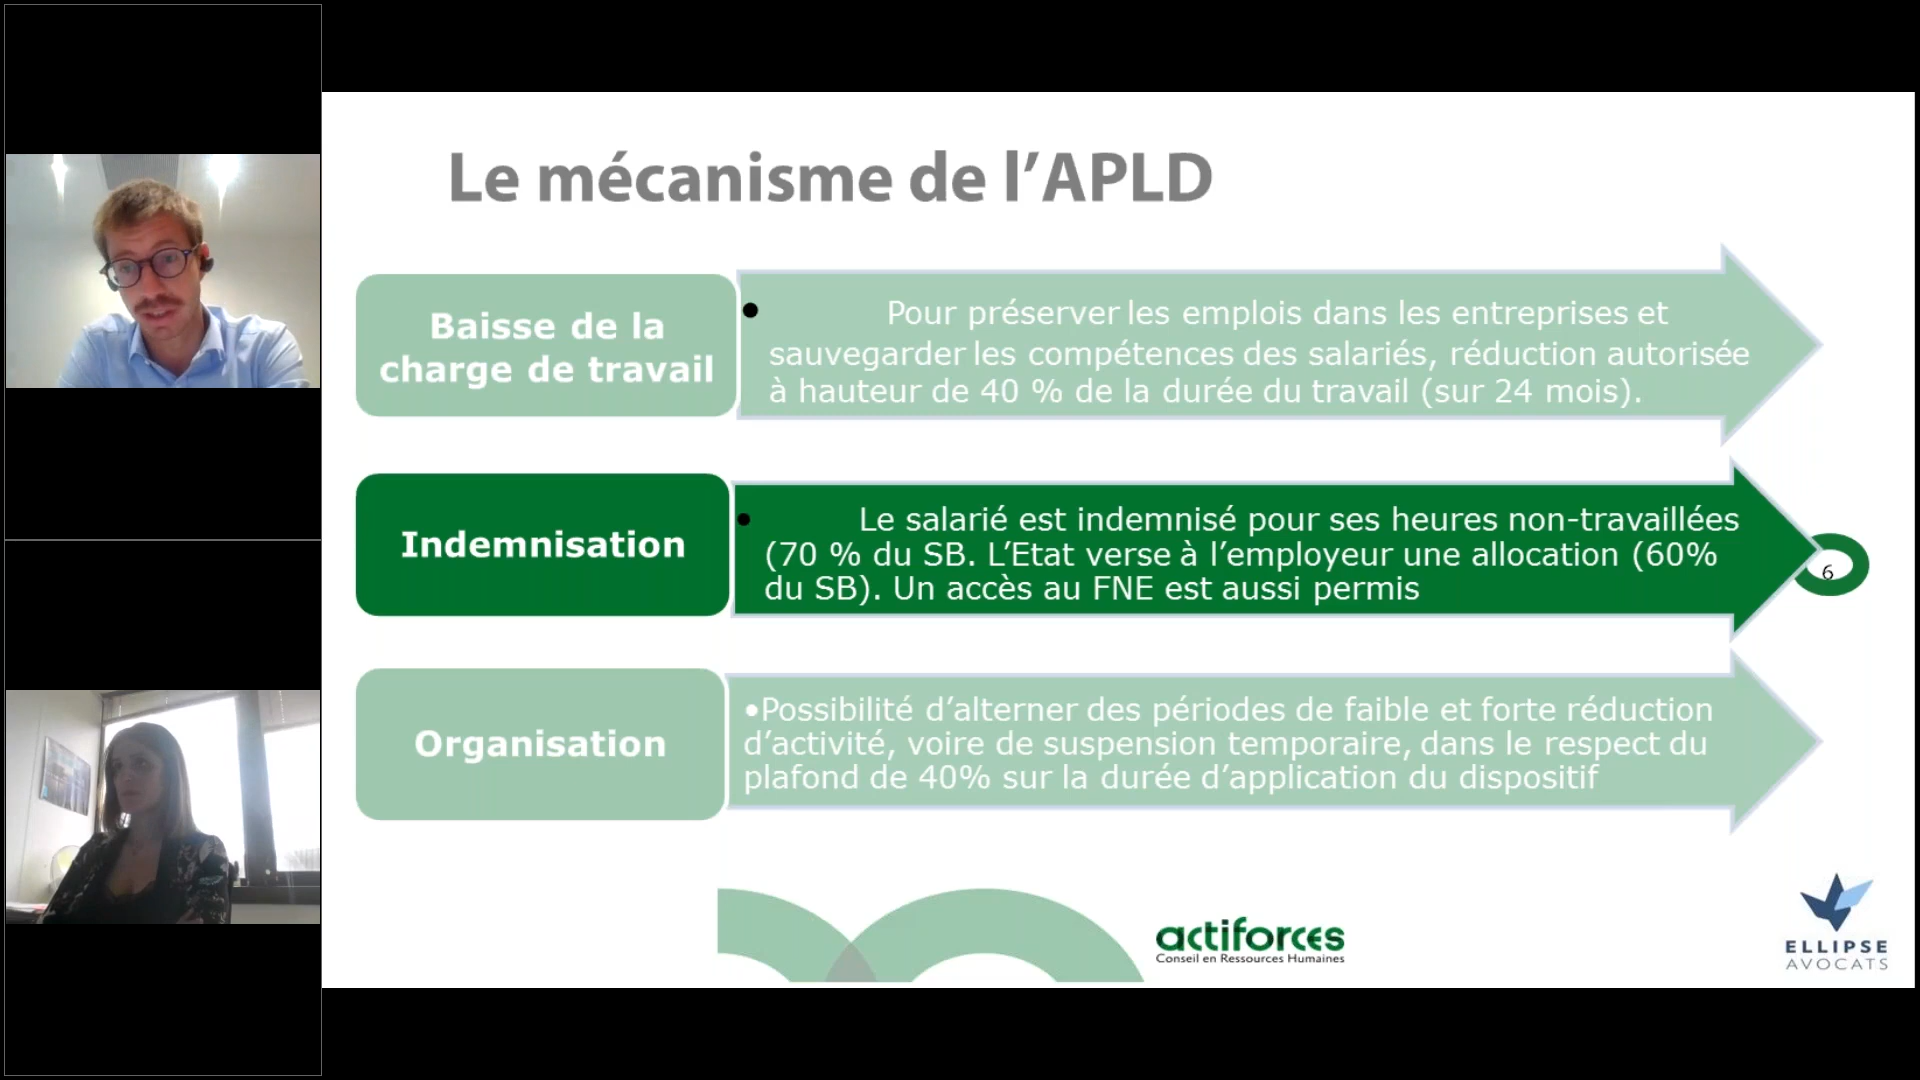 Le mécanisme de l’APLD
Baisse de la
charge de travail
• Pour préserver les emplois dans les entreprises et
sauvegarder les compétences des salariés, réduction autorisée
à hauteur de 40 % de la durée du travail (sur 24 mois).
Indemnisation
• Le salarié est indemnisé pour ses heures non-travaillées
(70 % du SB. L’Etat verse à l’employeur une allocation (60%
du SB). Un accès au FNE est aussi permis
6
Organisation
•Possibilité d’alterner des périodes de faible et forte réduction
d’activité, voire de suspension temporaire, dans le respect du
plafond de 40% sur la durée d’application du dispositif
actiforces
Conseil en Ressources Humaines
ELLIPSE
AVOCATS